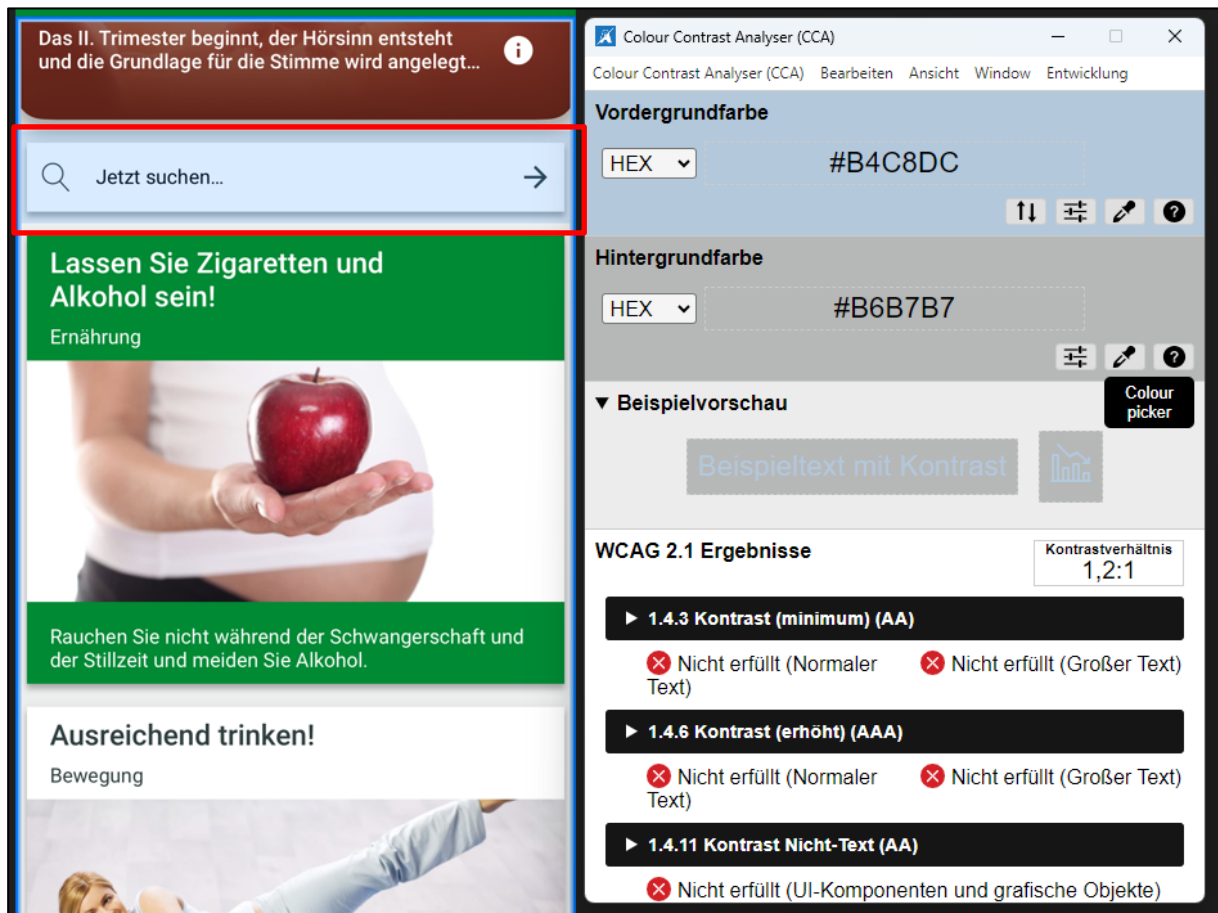 Das II. Trimester beginnt, der Hörsinn entsteht
und die Grundlage für die Stimme wird angelegt...
Jetzt suchen...
Lassen Sie Zigaretten und
Alkohol sein!
Ernährung
Rauchen Sie nicht während der Schwangerschaft und
der Stillzeit und meiden Sie Alkohol.
Ausreichend trinken!
Bewegung
Colour Contrast Analyser (CCA)
Colour Contrast Analyser (CCA) Bearbeiten Ansicht Window Entwicklung
Vordergrundfarbe
HEX #B4C8DC
Hintergrundfarbe
HEX #B6B7B7
Colour
picker
▼ Beispielvorschau
Beispieltext mit Kontrast
WCAG 2.1 Ergebnisse
Kontrastverhältnis
1,2:1
▶ 1.4.3 Kontrast (minimum) (AA)
Nicht erfüllt (Normaler Nicht erfüllt (Großer Text)
Text)
▶ 1.4.6 Kontrast (erhöht) (AAA)
Nicht erfüllt (Normaler Nicht erfüllt (Großer Text)
Text)
▶ 1.4.11 Kontrast Nicht-Text (AA)
Nicht erfüllt (UI-Komponenten und grafische Objekte)